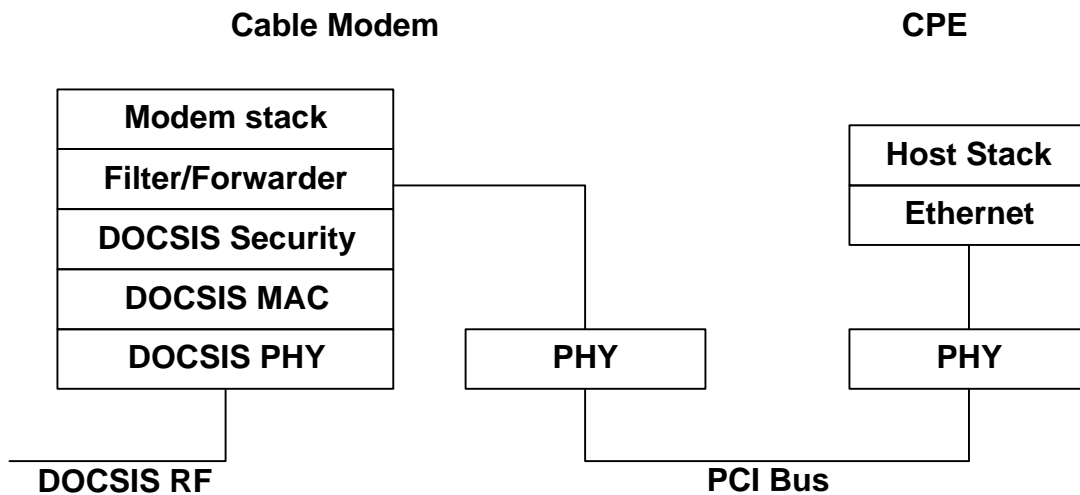 Cable Modem
CPE
Modem stack
Filter/Forwarder
DOCSIS Security
DOCSIS MAC
DOCSIS PHY
PHY
Host Stack
Ethernet
PHY
DOCSIS RF
PCI Bus